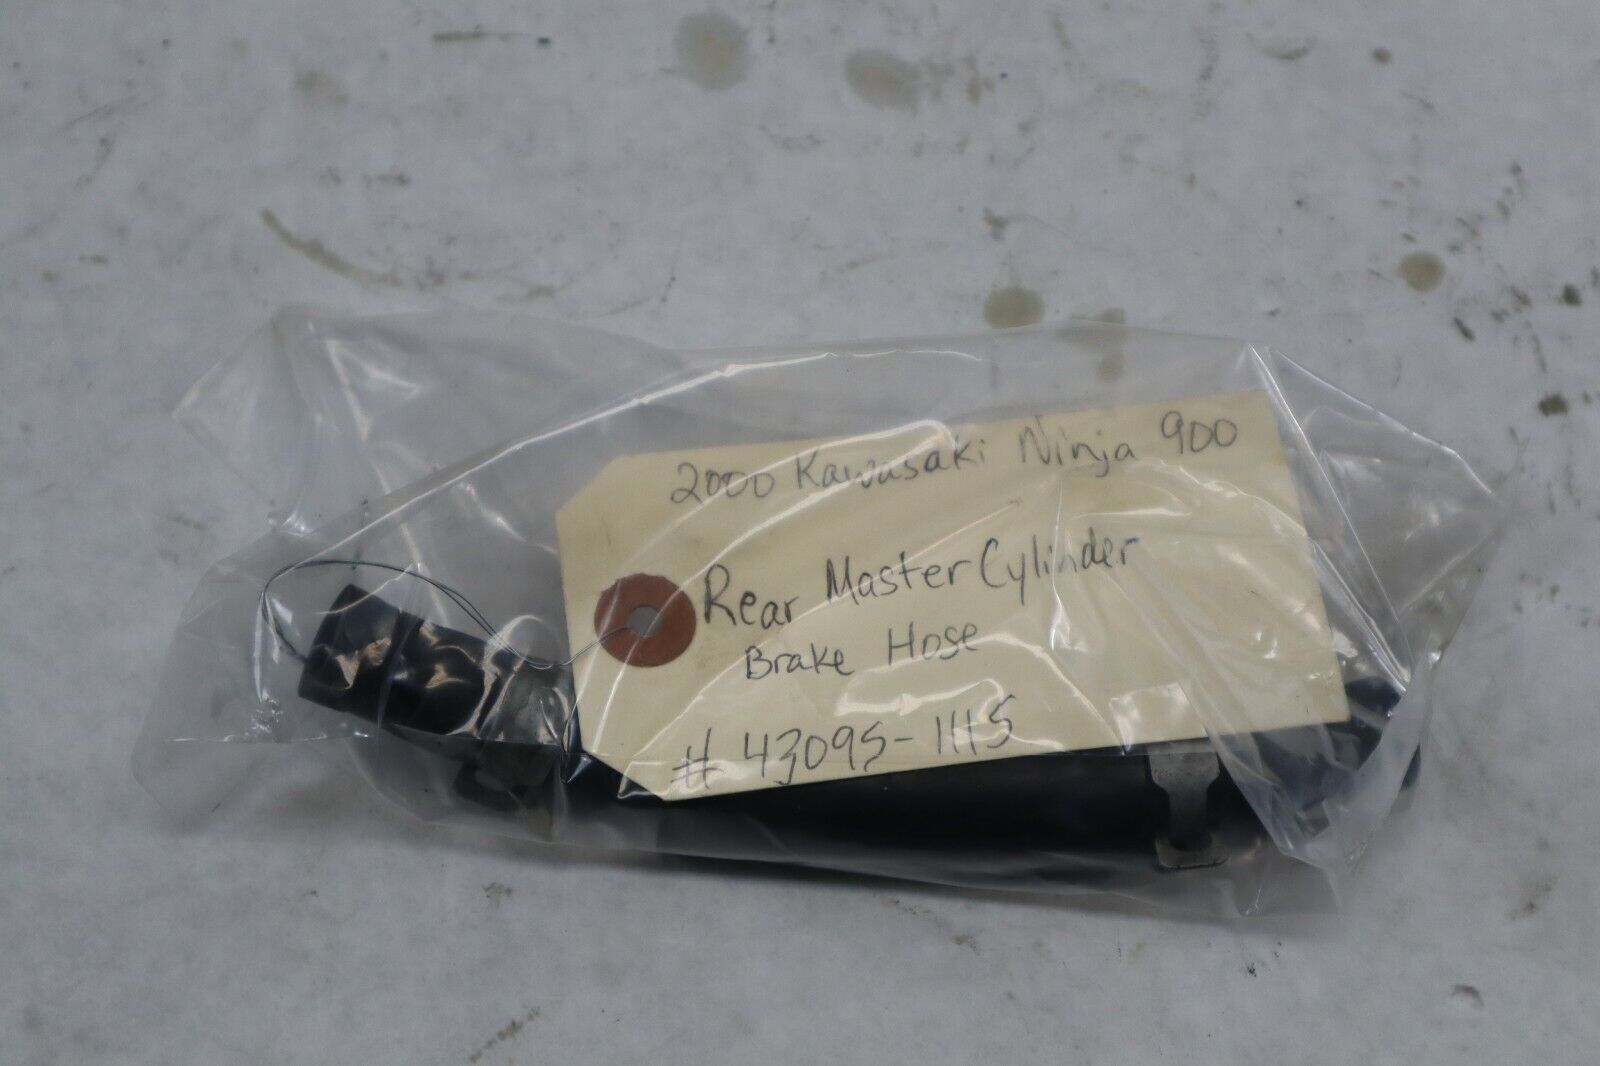 2000 Kawasaki Ninja 900
Rear Master Cylinder
Brake Hose
# 43095-1115